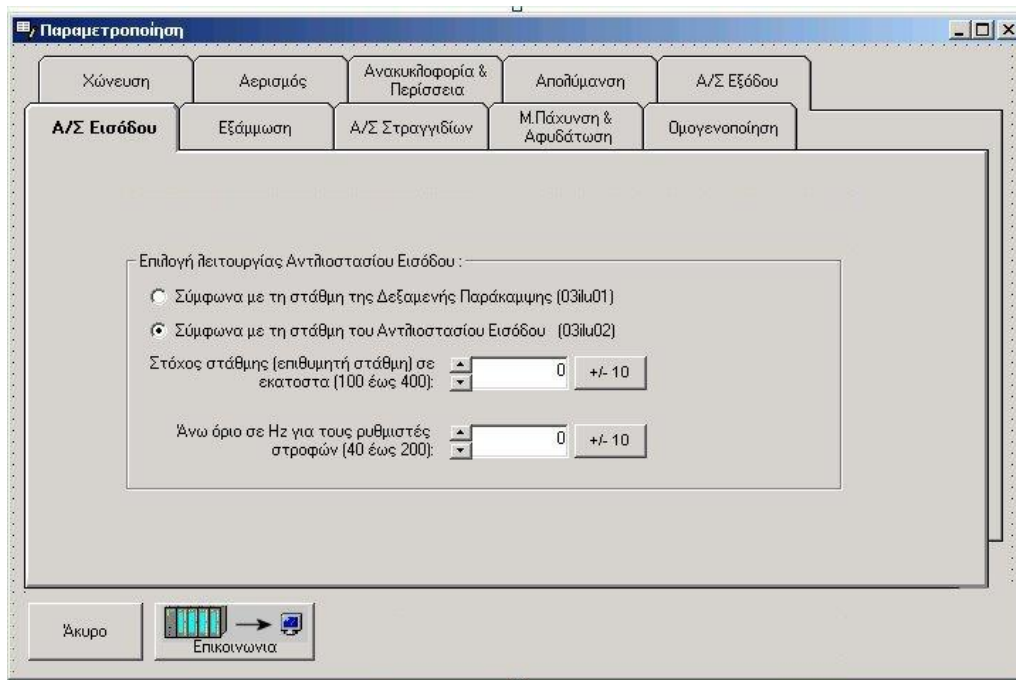 Παραμετροποίηση
Χώνευση
Αερισμός
Ανακυκλοφορία &
Περίσσεια
Απολύμανση
Α/Σ Εξόδου
Α/Σ Εισόδου
Εξάμμωση
Α/Σ Στραγγιδίων
Μ.Πάχυνση &
Αφυδάτωση
Ομογενοποίηση
Επιλογή λειτουργίας Αντλιοστασίου Εισόδου :
Σύμφωνα με τη στάθμη της Δεξαμενής Παράκαμψης (03ilu01)
Σύμφωνα με τη στάθμη του Αντλιοστασίου Εισόδου (03ilu02)
Στόχος στάθμης (επιθυμητή στάθμη) σε
εκατοστα (100 έως 400):
0
+/- 10
Άνω όριο σε Hz για τους ρυθμιστές
στροφών (40 έως 200):
0
+/- 10
Άκυρο
Επικοινωνια